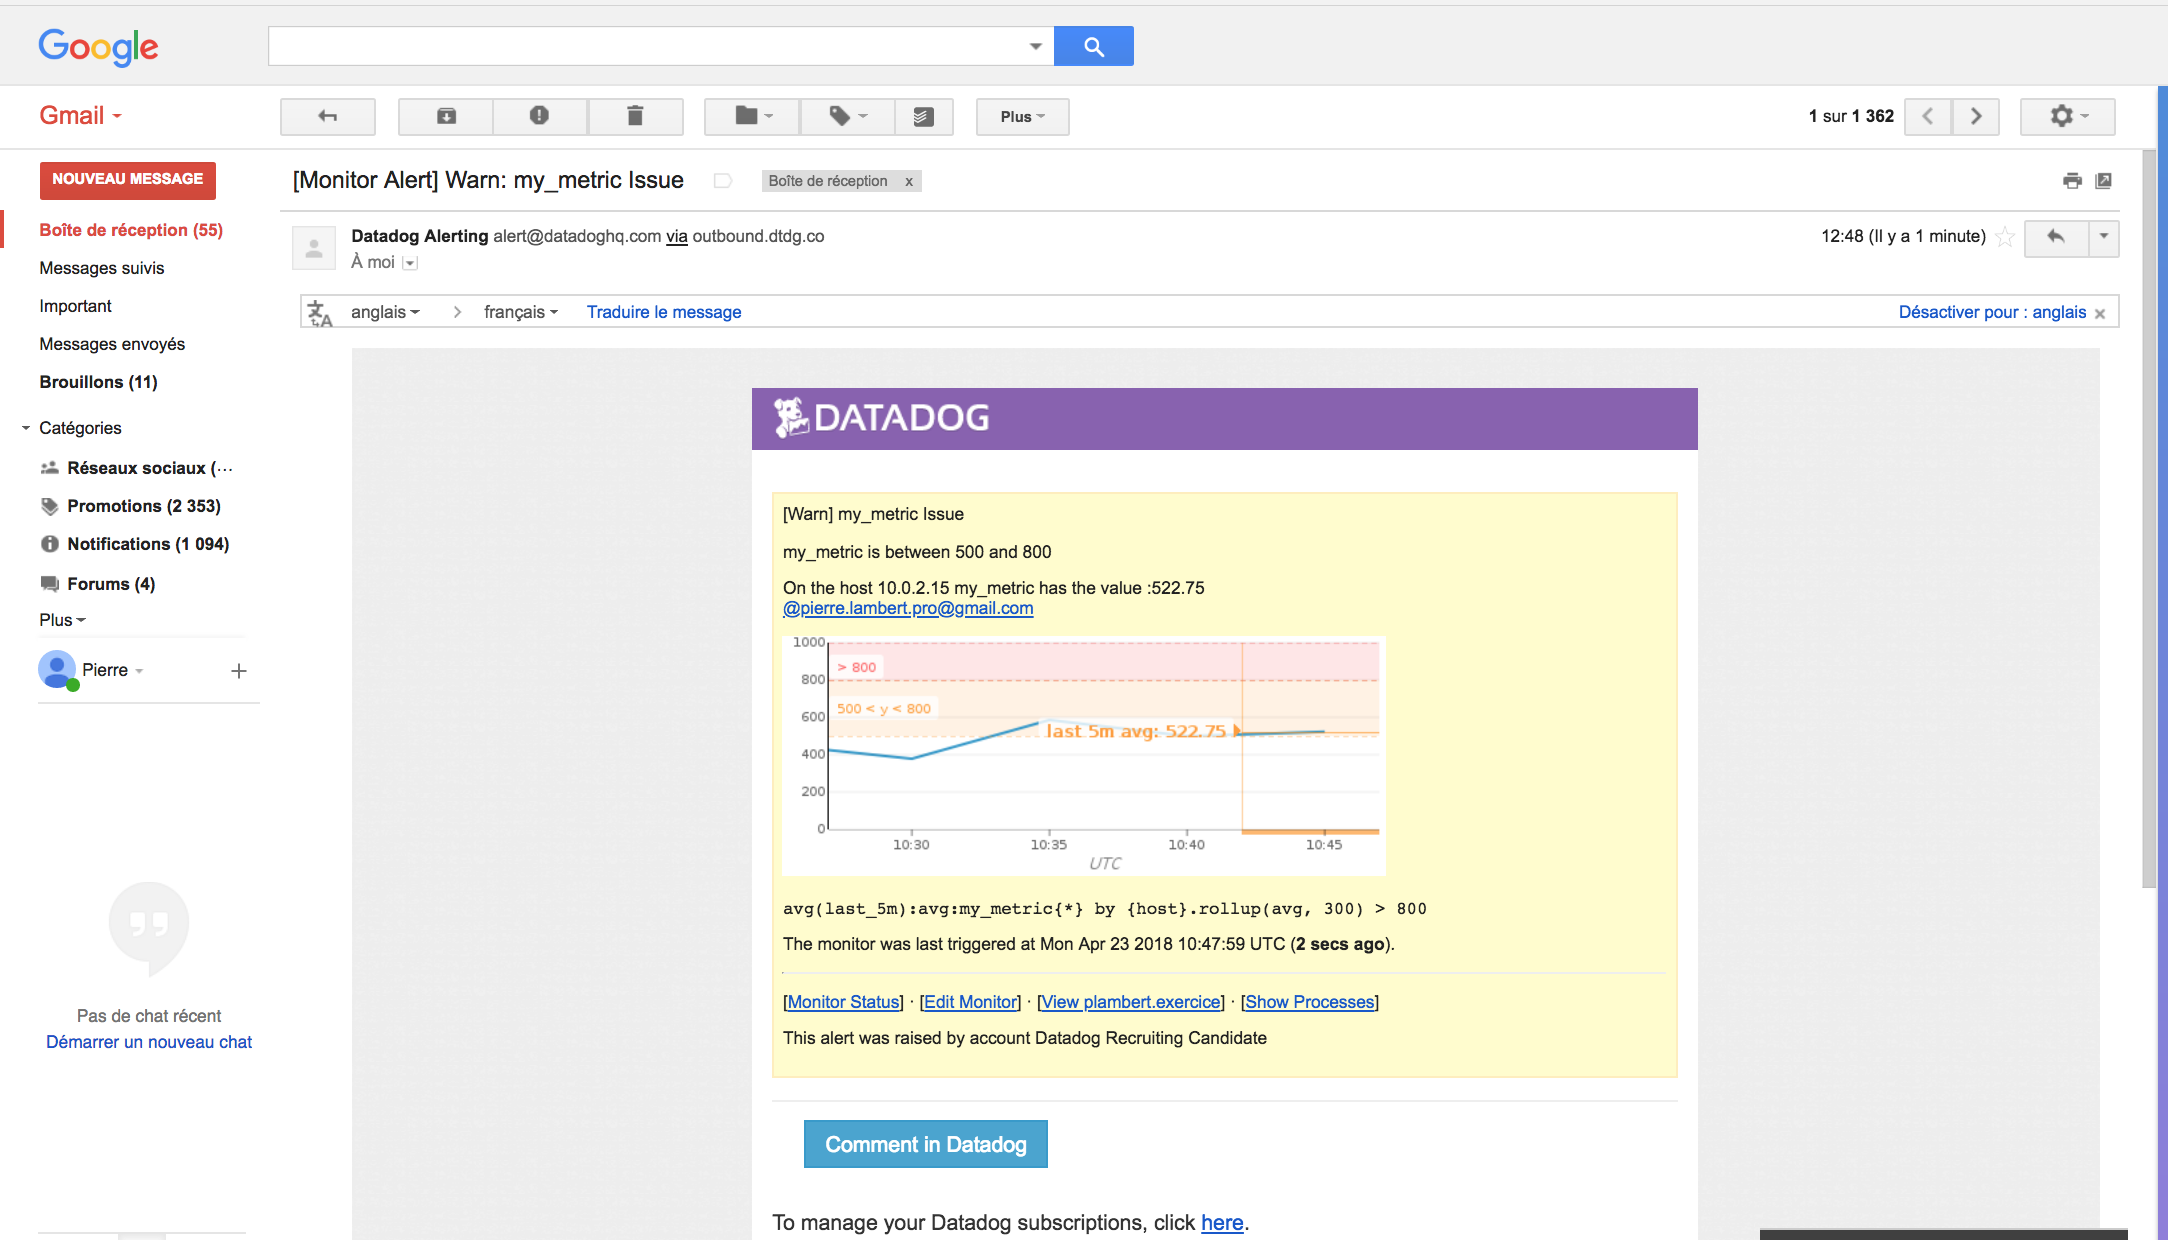 Google
Gmail
Plus
1 sur 1 362
NOUVEAU MESSAGE
[Monitor Alert] Warn: my_metric Issue
Boîte de réception x
Boîte de réception (55)
Messages suivis
Important
Messages envoyés
Brouillons (11)
Catégories
Réseaux sociaux (···
Promotions (2 353)
Notifications (1 094)
Forums (4)
Plus
Pierre
Pas de chat récent
Démarrer un nouveau chat
Datadog Alerting alert@datadoghq.com via outbound.dtdg.co
12:48 (Il y a 1 minute)
À moi
anglais > français Traduire le message
Désactiver pour : anglais x
DATADOG
[Warn] my_metric Issue
my_metric is between 500 and 800
On the host 10.0.2.15 my_metric has the value :522.75
@pierre.lambert.pro@gmail.com
1000
> 800
800
500 < y < 800
600
last 5m avg: 522.75
400
200
0
10:30 10:35 10:40 10:45
UTC
avg(last_5m):avg:my_metric{*} by {host}.rollup(avg, 300) > 800
The monitor was last triggered at Mon Apr 23 2018 10:47:59 UTC (2 secs ago).
[Monitor Status] · [Edit Monitor] · [View plambert.exercice] · [Show Processes]
This alert was raised by account Datadog Recruiting Candidate
Comment in Datadog
To manage your Datadog subscriptions, click here.